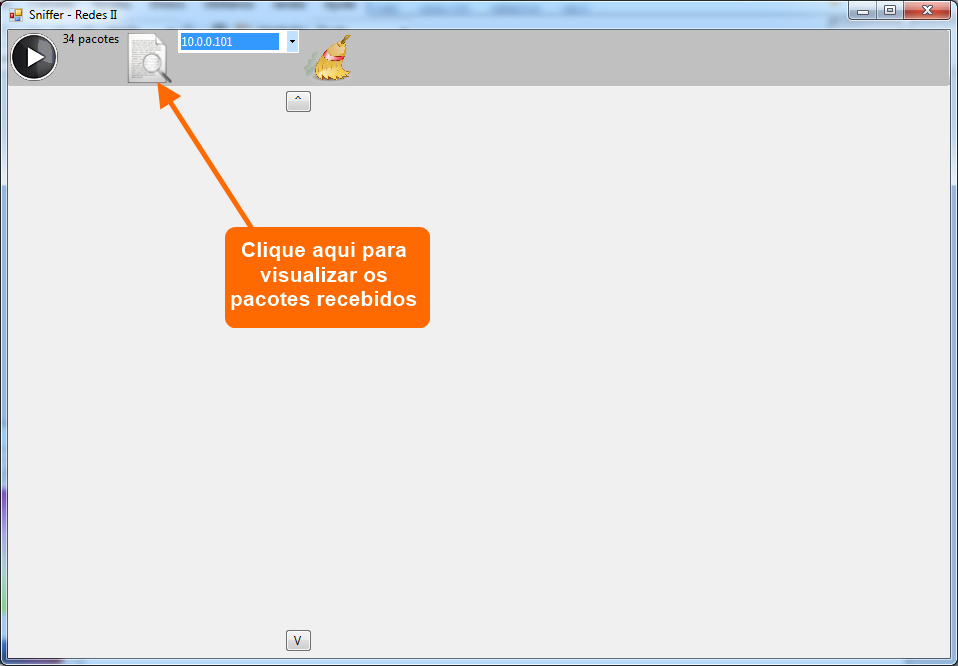 Sniffer - Redes II
34 pacotes
10.0.0.101
^
Clique aqui para
visualizar os
pacotes recebidos
V